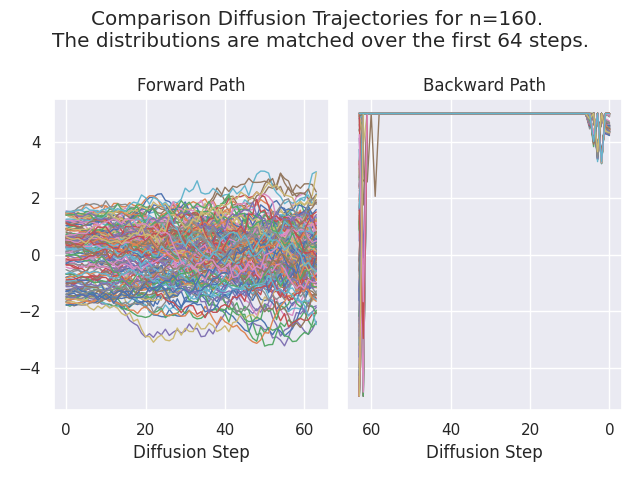 Comparison Diffusion Trajectories for n=160.
The distributions are matched over the first 64 steps.
Forward Path
Backward Path
4
2
0
−2
−4
0 20 40 60
60 40 20 0
Diffusion Step
Diffusion Step